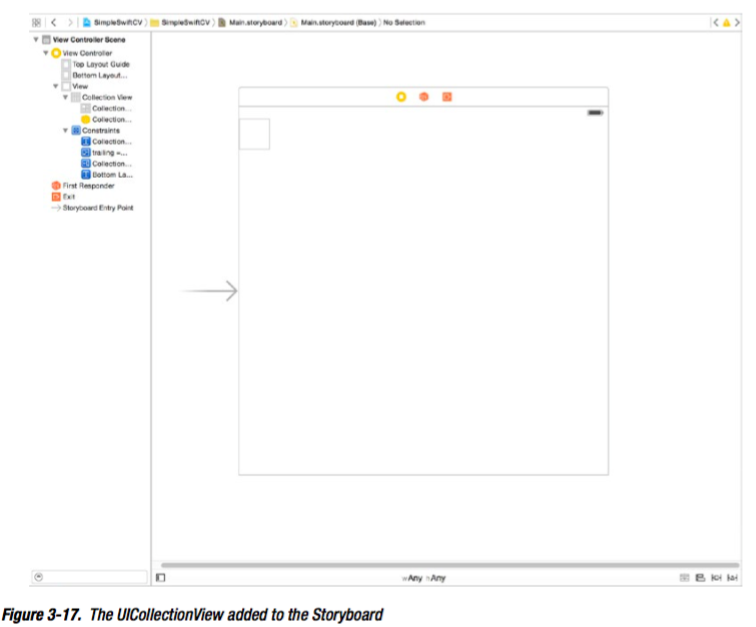 SimpleSwiftCV SimpleSwiftCV Main.storyboard Main.storyboard (Base) No Selection
View Controller Scene
View Controller
Top Layout Guide
Bottom Layout...
View
Collection View
Collection...
Collection...
Constraints
Collection...
trailing =...
Collection...
Bottom La...
First Responder
Exit
Storyboard Entry Point
wAny hAny
Figure 3-17. The UICollectionView added to the Storyboard